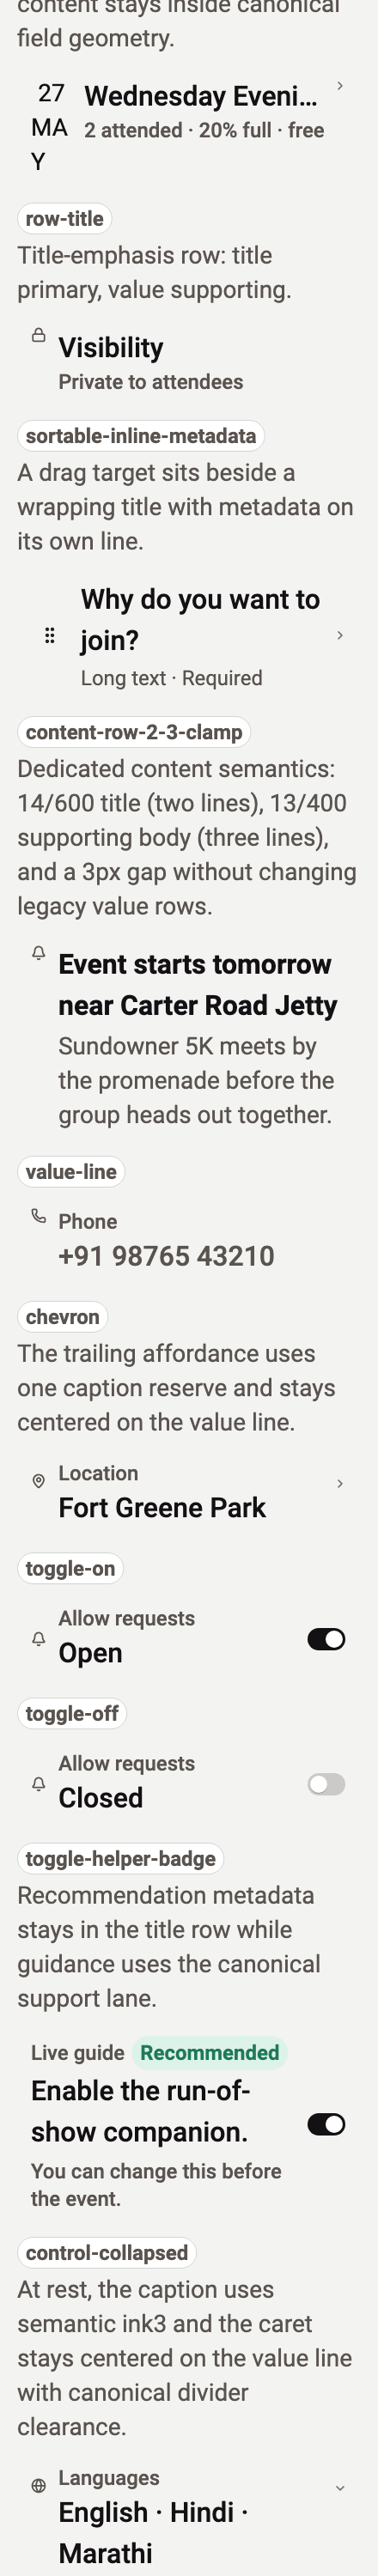 content stays inside canonical
field geometry.
27
MA
Y
Wednesday Eveni...
2 attended · 20% full · free
row-title
Title-emphasis row: title
primary, value supporting.
Visibility
Private to attendees
sortable-inline-metadata
A drag target sits beside a
wrapping title with metadata on
its own line.
Why do you want to
join?
Long text · Required
content-row-2-3-clamp
Dedicated content semantics:
14/600 title (two lines), 13/400
supporting body (three lines),
and a 3px gap without changing
legacy value rows.
Event starts tomorrow
near Carter Road Jetty
Sundowner 5K meets by
the promenade before the
group heads out together.
value-line
Phone
+91 98765 43210
chevron
The trailing affordance uses
one caption reserve and stays
centered on the value line.
Location
Fort Greene Park
toggle-on
Allow requests
Open
toggle-off
Allow requests
Closed
toggle-helper-badge
Recommendation metadata
stays in the title row while
guidance uses the canonical
support lane.
Live guide Recommended
Enable the run-of-
show companion.
You can change this before
the event.
control-collapsed
At rest, the caption uses
semantic ink3 and the caret
stays centered on the value line
with canonical divider
clearance.
Languages
English · Hindi ·
Marathi